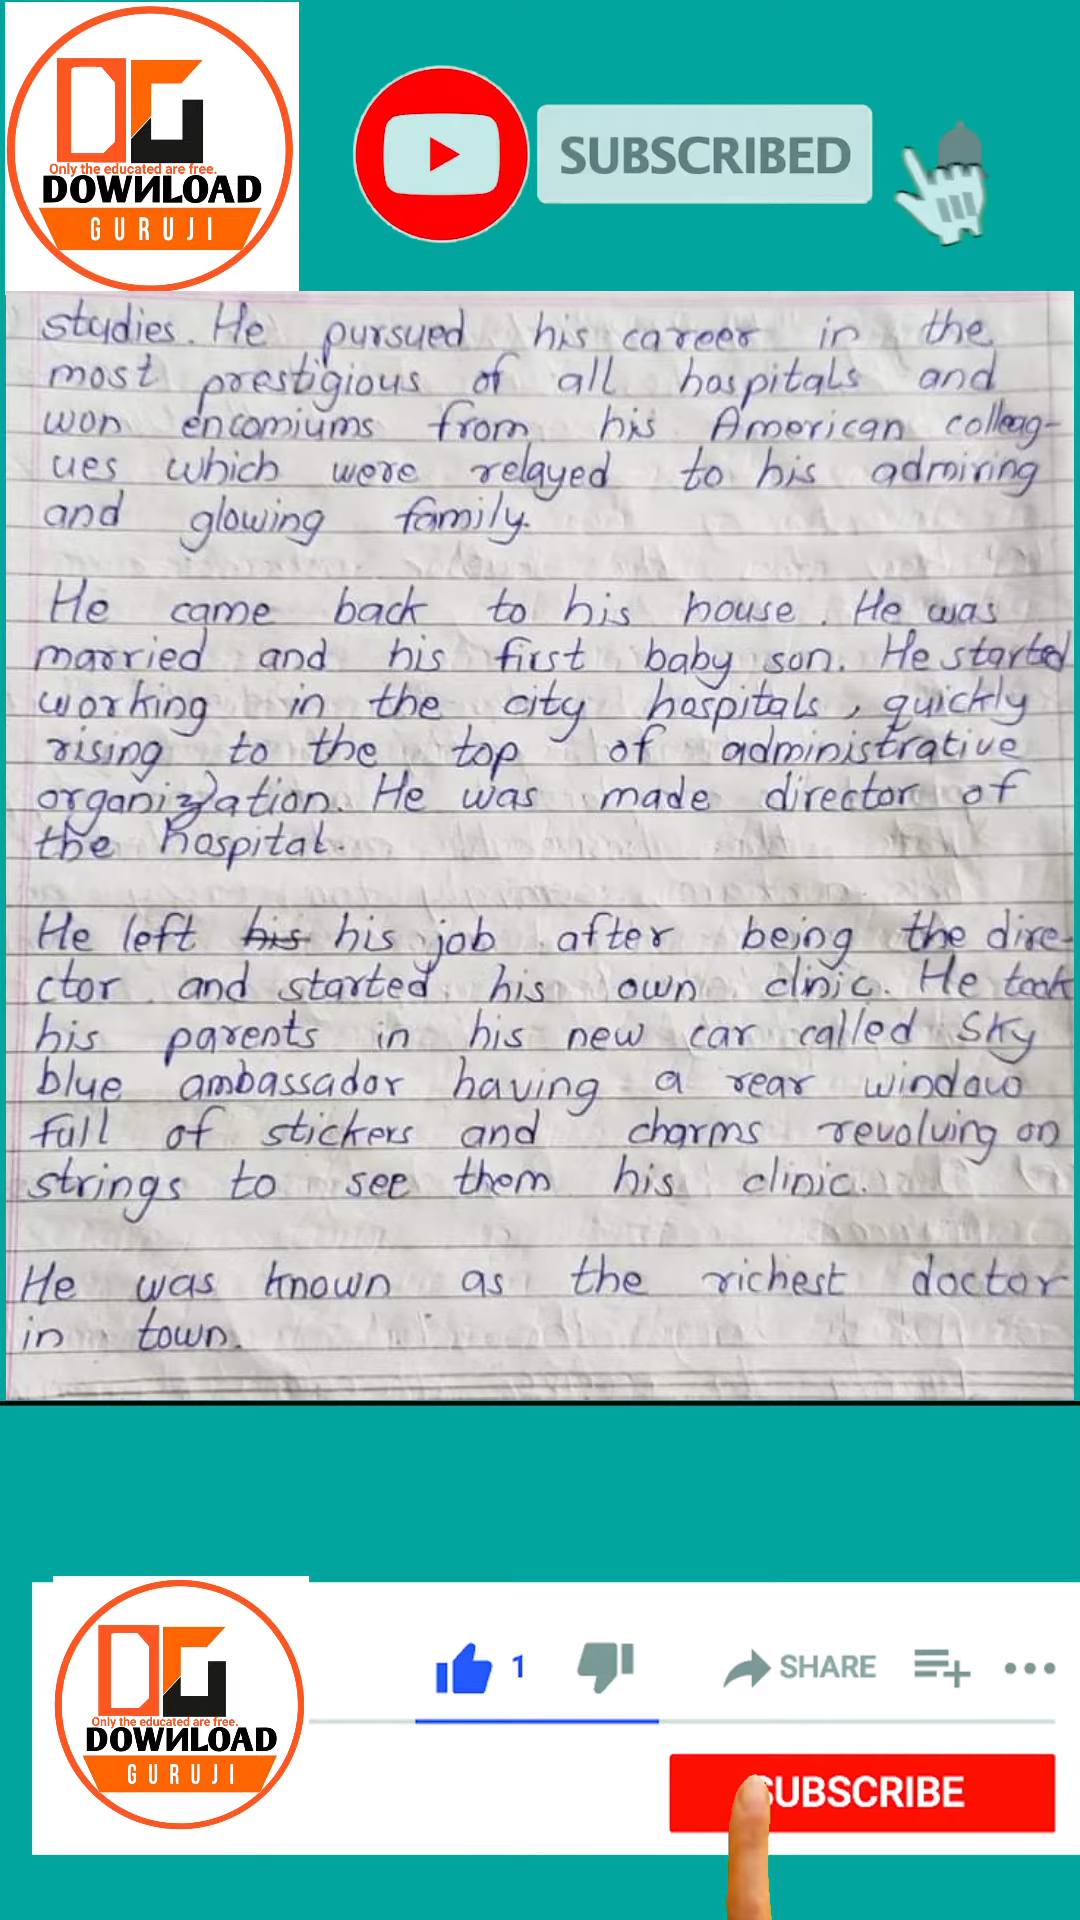 Only the educated are free.
DOWNLOAD
GURUJI
SUBSCRIBED
studies. He pursued his career in the
most prestigious of all hospitals and
won encomiums from his American colleag-
ues which were relayed to his admiring
and glowing family.
He came back to his house. He was
married and his first baby son. He started
working in the city hospitals, quickly
rising to the top of administrative
organization. He was made director of
the hospital.
He left his his job after being the dire-
ctor and started his own clinic. He took
his parents in his new car called Sky
blue ambassador having a rear window
full of stickers and charms revolving on
strings to see them his clinic.
He was known as the richest doctor
in town.
1
SHARE
Only the educated are free.
DOWNLOAD
GURUJI
SUBSCRIBE